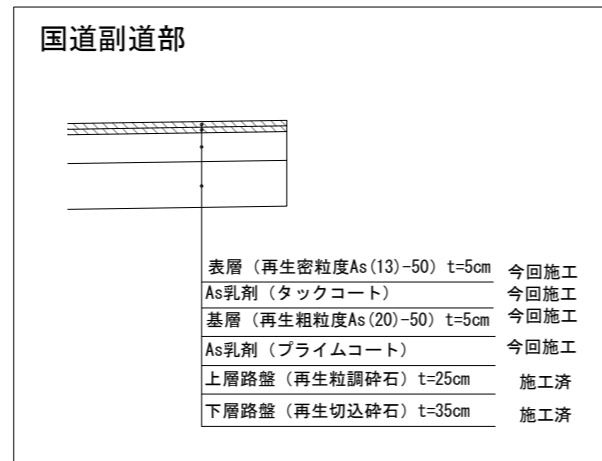 国道副道部
表層（再生密粒度As(13)-50）t=5cm 今回施工
As乳剤（タックコート） 今回施工
基層（再生粗粒度As(20)-50）t=5cm 今回施工
As乳剤（プライムコート） 今回施工
上層路盤（再生粒調砕石）t=25cm 施工済
下層路盤（再生切込砕石）t=35cm 施工済